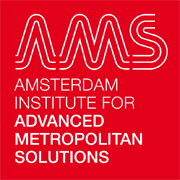 AMS
AMSTERDAM
INSTITUTE FOR
ADVANCED
METROPOLITAN
SOLUTIONS